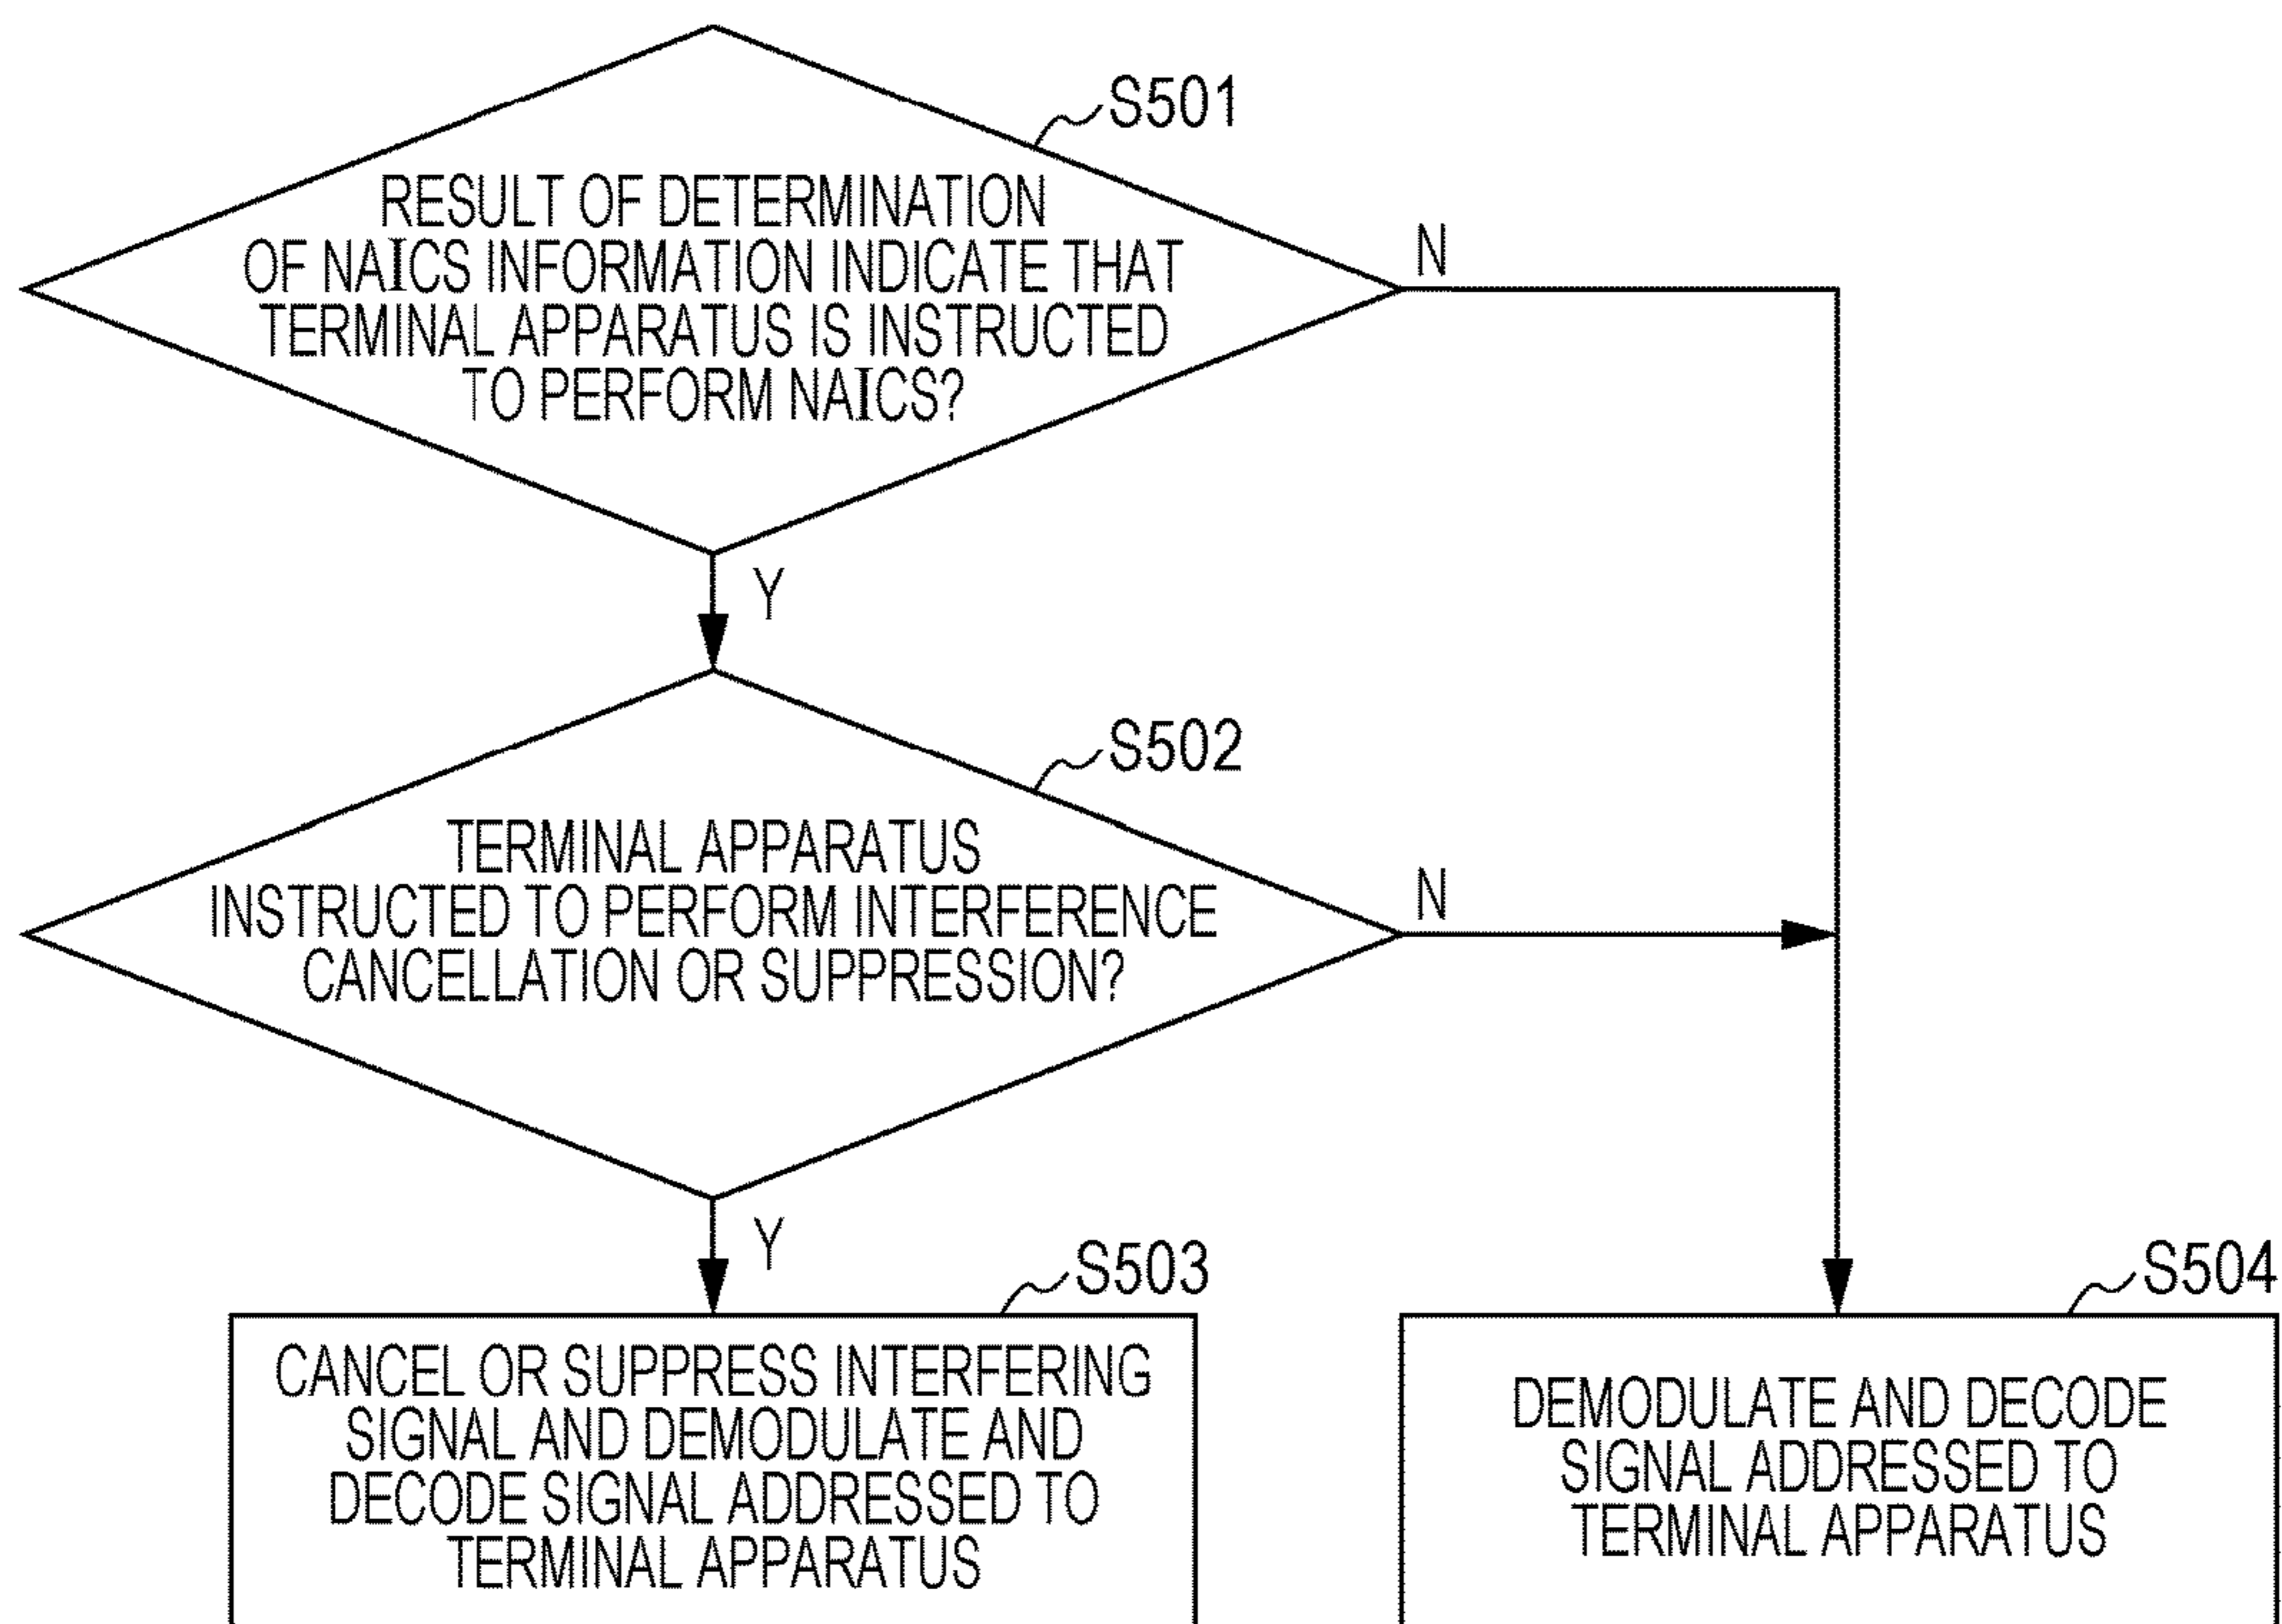 S501
RESULT OF DETERMINATION
OF NAICS INFORMATION INDICATE THAT
TERMINAL APPARATUS IS INSTRUCTED
TO PERFORM NAICS?
N
Y
S502
TERMINAL APPARATUS
INSTRUCTED TO PERFORM INTERFERENCE
CANCELLATION OR SUPPRESSION?
N
Y
S503
CANCEL OR SUPPRESS INTERFERING
SIGNAL AND DEMODULATE AND
DECODE SIGNAL ADDRESSED TO
TERMINAL APPARATUS
S504
DEMODULATE AND DECODE
SIGNAL ADDRESSED TO
TERMINAL APPARATUS